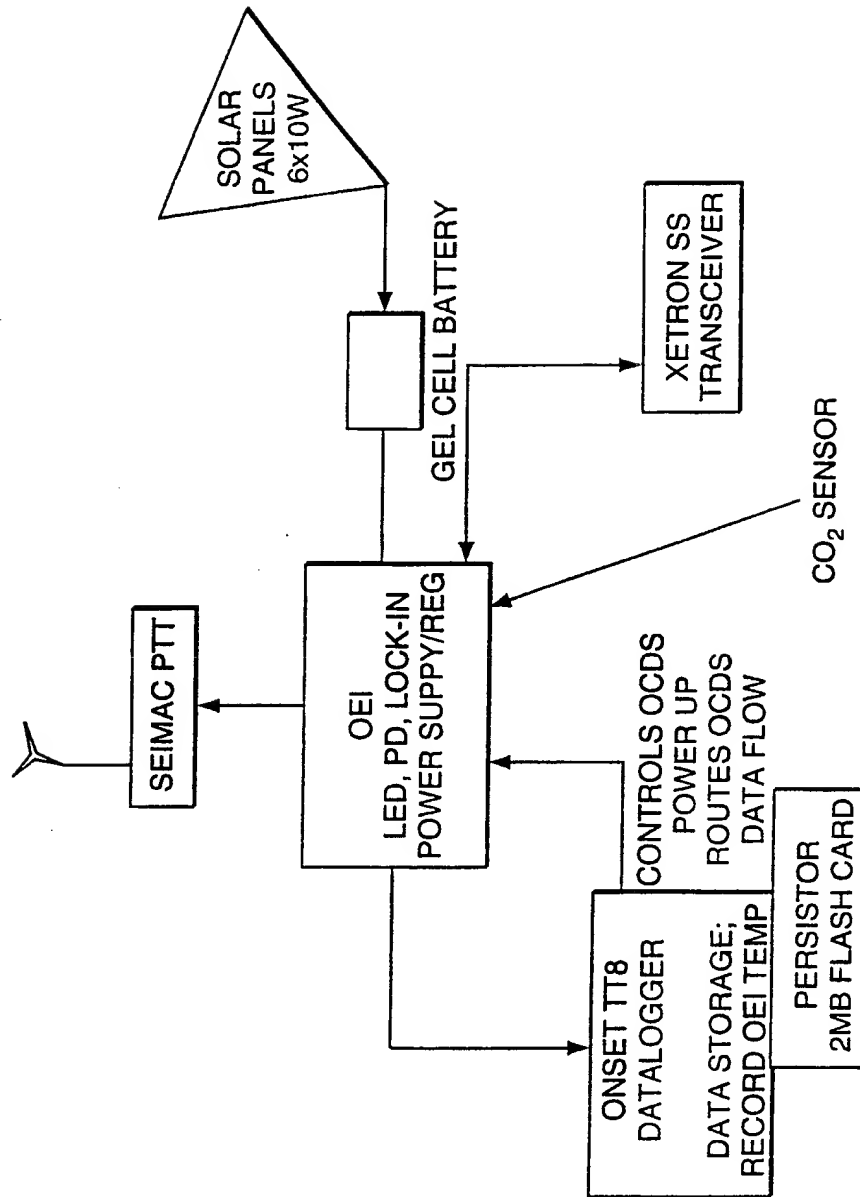 SOLAR
PANELS
6x10W
GEL CELL BATTERY
XETRON SS
TRANSCEIVER
SEIMAC PTT
OEI
LED, PD, LOCK-IN
POWER SUPPY/REG
CO₂ SENSOR
CONTROLS OCDS
POWER UP
ROUTES OCDS
DATA FLOW
ONSET TT8
DATALOGGER
DATA STORAGE;
RECORD OEI TEMP
PERSISTOR
2MB FLASH CARD